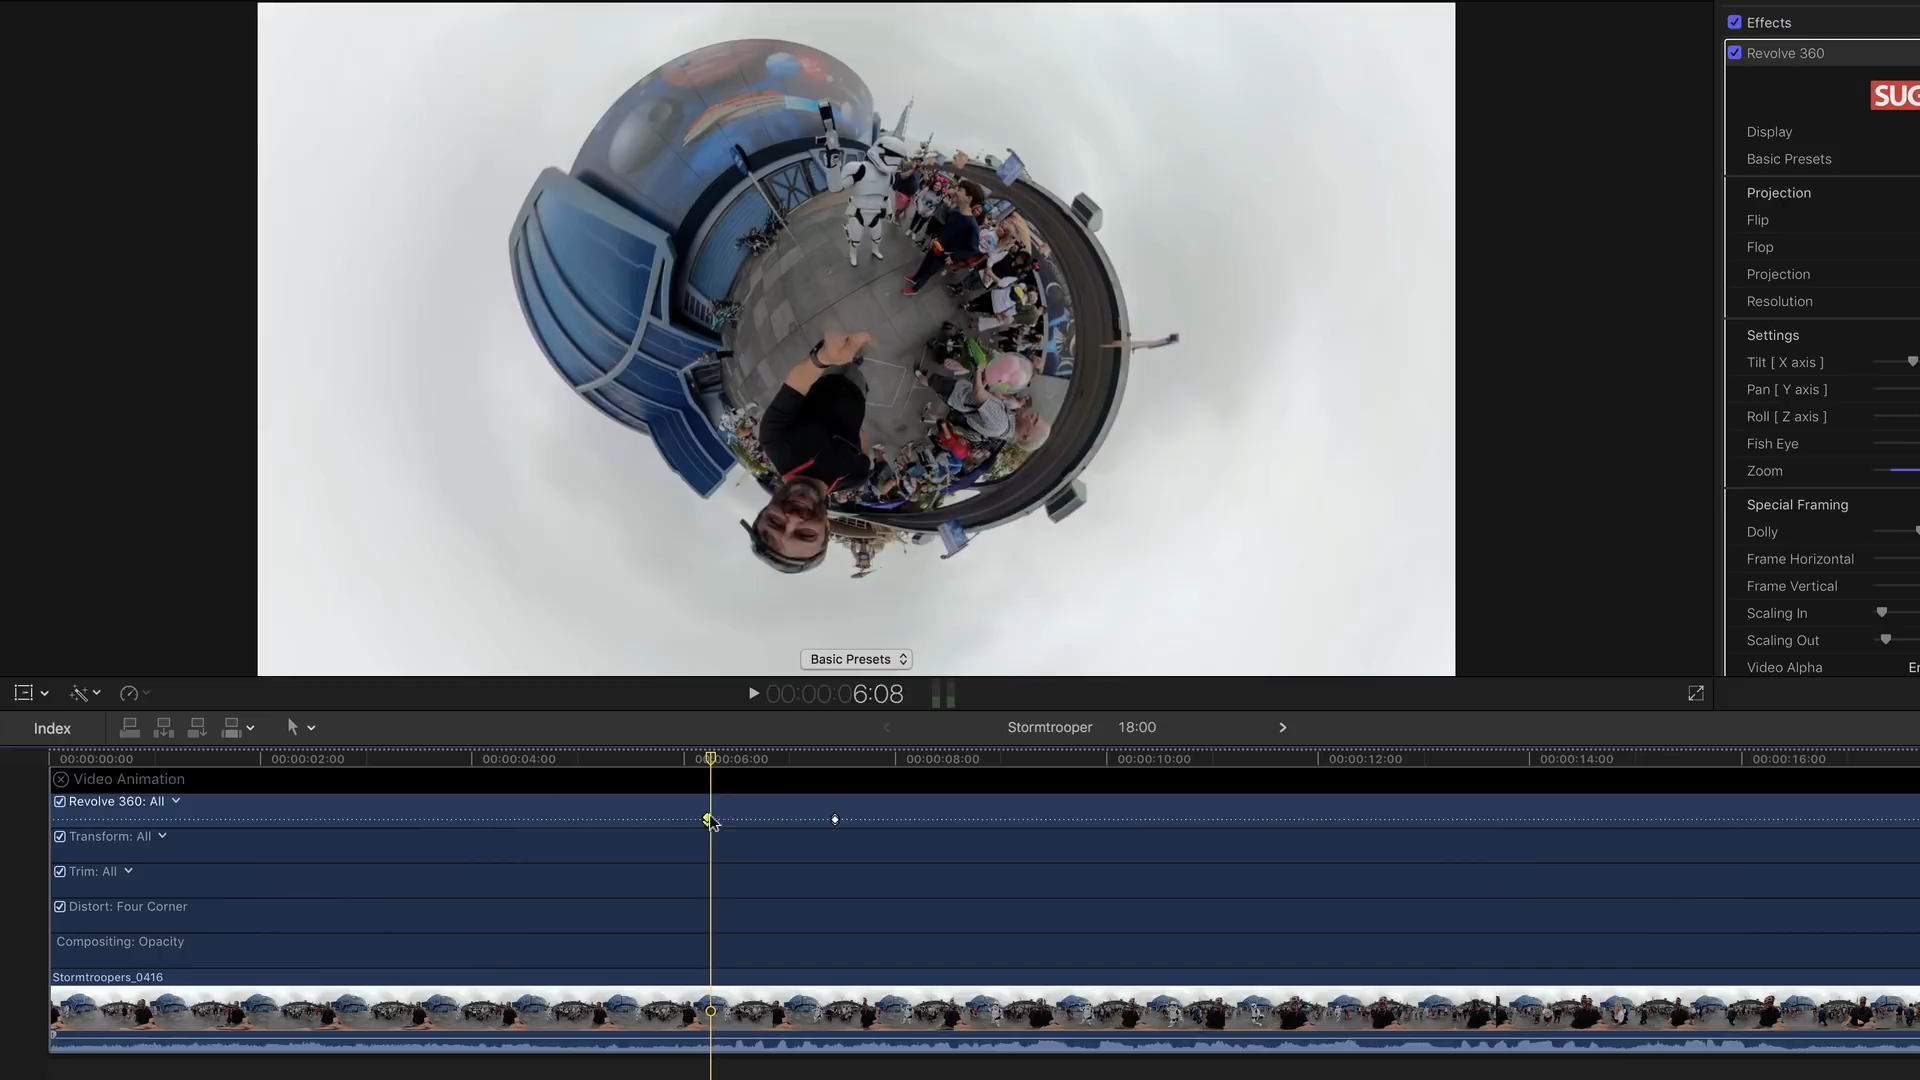 Effects
Revolve 360
SUG
Display
Basic Presets
Projection
Flip
Flop
Projection
Resolution
Settings
Tilt [ X axis ]
Pan [ Y axis ]
Roll [ Z axis ]
Fish Eye
Zoom
Special Framing
Dolly
Frame Horizontal
Frame Vertical
Scaling In
Scaling Out
Video Alpha
Basic Presets
00:00:06:08
Index
Stormtrooper 18:00
00:00:00:00 00:00:02:00 00:00:04:00 00:00:06:00 00:00:08:00 00:00:10:00 00:00:12:00 00:00:14:00 00:00:16:00
Video Animation
Revolve 360: All
Transform: All
Trim: All
Distort: Four Corner
Compositing: Opacity
Stormtroopers_0416